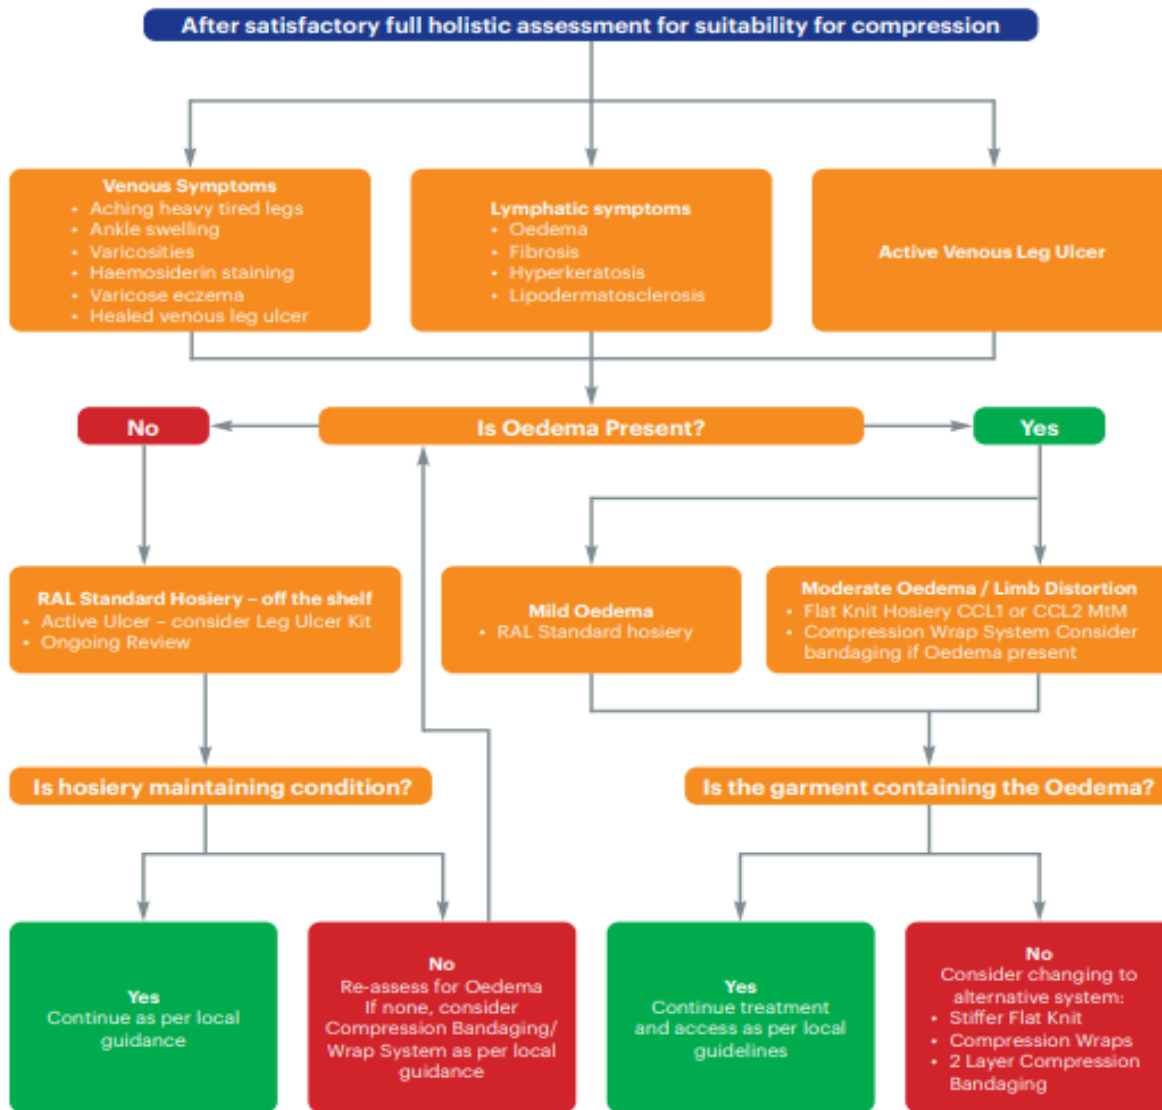 After satisfactory full holistic assessment for suitability for compression
Venous Symptoms
• Aching heavy tired legs
• Ankle swelling
• Varicosities
• Haemosiderin staining
• Varicose eczema
• Healed venous leg ulcer
Lymphatic symptoms
• Oedema
• Fibrosis
• Hyperkeratosis
• Lipodermatosclerosis
Active Venous Leg Ulcer
No
Is Oedema Present?
Yes
RAL Standard Hosiery – off the shelf
• Active Ulcer – consider Leg Ulcer Kit
• Ongoing Review
Mild Oedema
• RAL Standard hosiery
Moderate Oedema / Limb Distortion
• Flat Knit Hosiery CCL1 or CCL2 MtM
• Compression Wrap System Consider
bandaging if Oedema present
Is hosiery maintaining condition?
Is the garment containing the Oedema?
Yes
Continue as per local
guidance
No
Re-assess for Oedema
If none, consider
Compression Bandaging/
Wrap System as per local
guidance
Yes
Continue treatment
and access as per local
guidelines
No
Consider changing to
alternative system:
• Stiffer Flat Knit
• Compression Wraps
• 2 Layer Compression
Bandaging